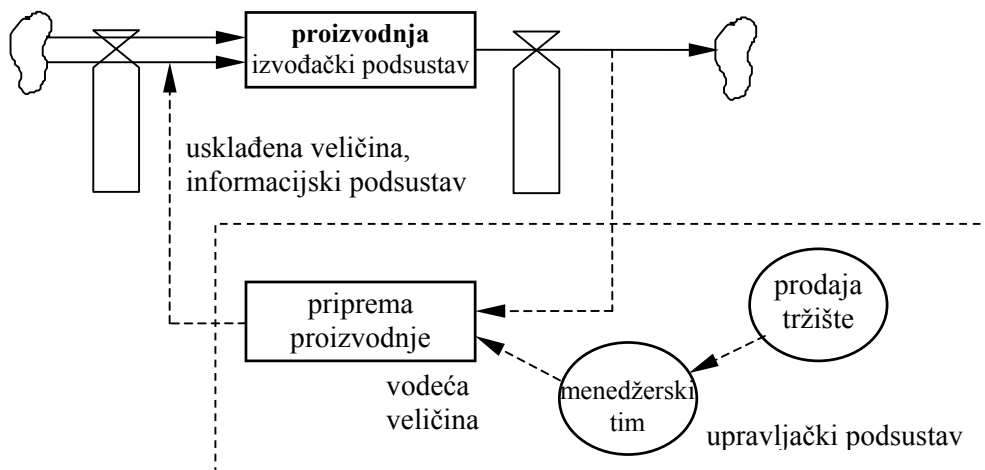 proizvodnja
izvođački podsustav
usklađena veličina,
informacijski podsustav
priprema
proizvodnje
prodaja
tržište
vodeća
veličina
menedžerski
tim
upravljački podsustav